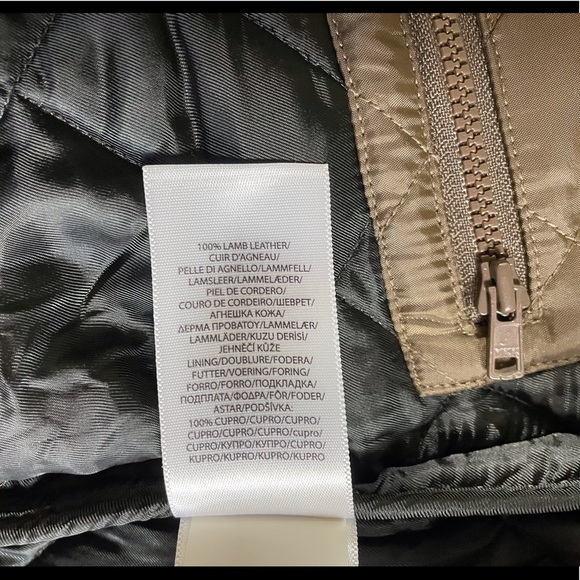 100% LAMB LEATHER/
CUIR D'AGNEAU/
PELLE DI AGNELLO/LAMMFELL/
LAMSLEER/LAMMELÆDER/
PIEL DE CORDERO/
COURO DE CORDEIRO/ШЕВРЕТ/
АГНЕШКА КОЖА/
ΔΕΡΜΑ ΠΡΟΒΑΤΟΥ/LAMMELÆR/
LAMMLÄDER/KUZU DERİSİ/
JEHNĚČÍ KŮŽE
LINING/DOUBLURE/FODERA/
FUTTER/VOERING/FORING/
FORRO/FORRO/ПОДКЛАДКА/
ПОДПЛАТА/ΦΟΔΡΑ/FÔR/FODER/
ASTAR/PODŠÍVKA:
100% CUPRO/CUPRO/CUPRO/
CUPRO/CUPRO/CUPRO/cupro/
CUPRO/КУПРО/КУПРО/CUPRO/
KUPRO/KUPRO/KUPRO/KUPRO